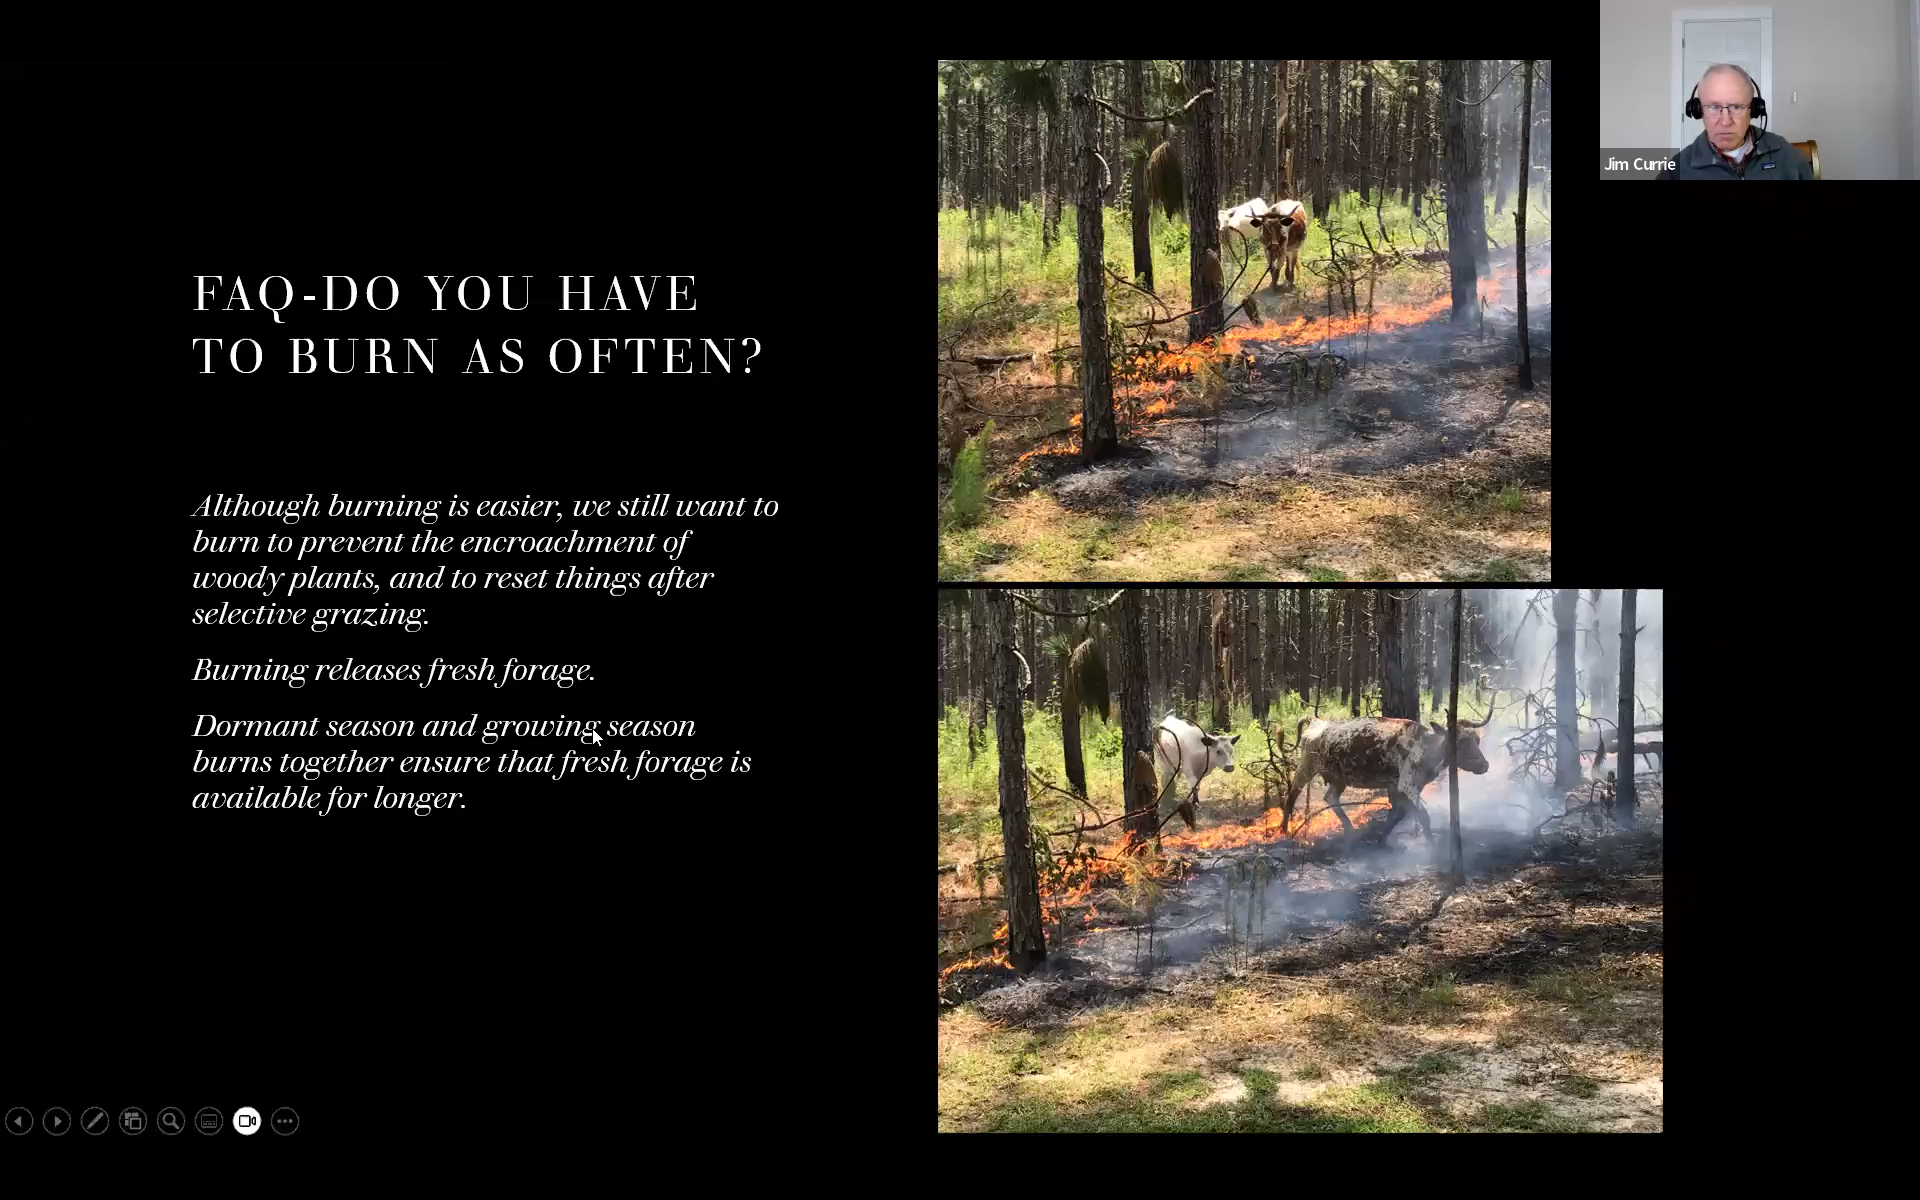 Jim Currie
FAQ-DO YOU HAVE
TO BURN AS OFTEN?
Although burning is easier, we still want to
burn to prevent the encroachment of
woody plants, and to reset things after
selective grazing.
Burning releases fresh forage.
Dormant season and growing season
burns together ensure that fresh forage is
available for longer.